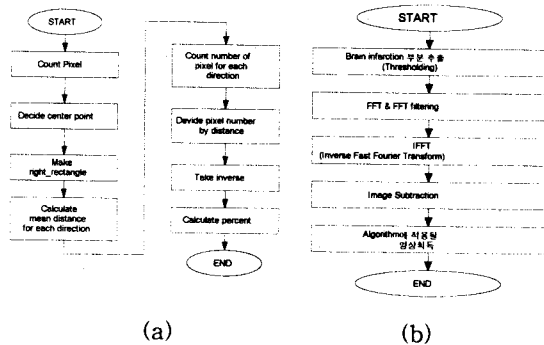 START
Count Pixel
Decide center point
Make
right_rectangle
Calculate
mean distance
for each direction
Count number of
pixel for each
direction
Devide pixel number
by distance
Take inverse
Calculate percent
END
(a)
START
Brain infarction 부분 추출
(Thresholding)
FFT & FFT filtering
IFFT
(Inverse Fast Fourier Transform)
Image Subtraction
Algorithm에 적용될
영상획득
END
(b)